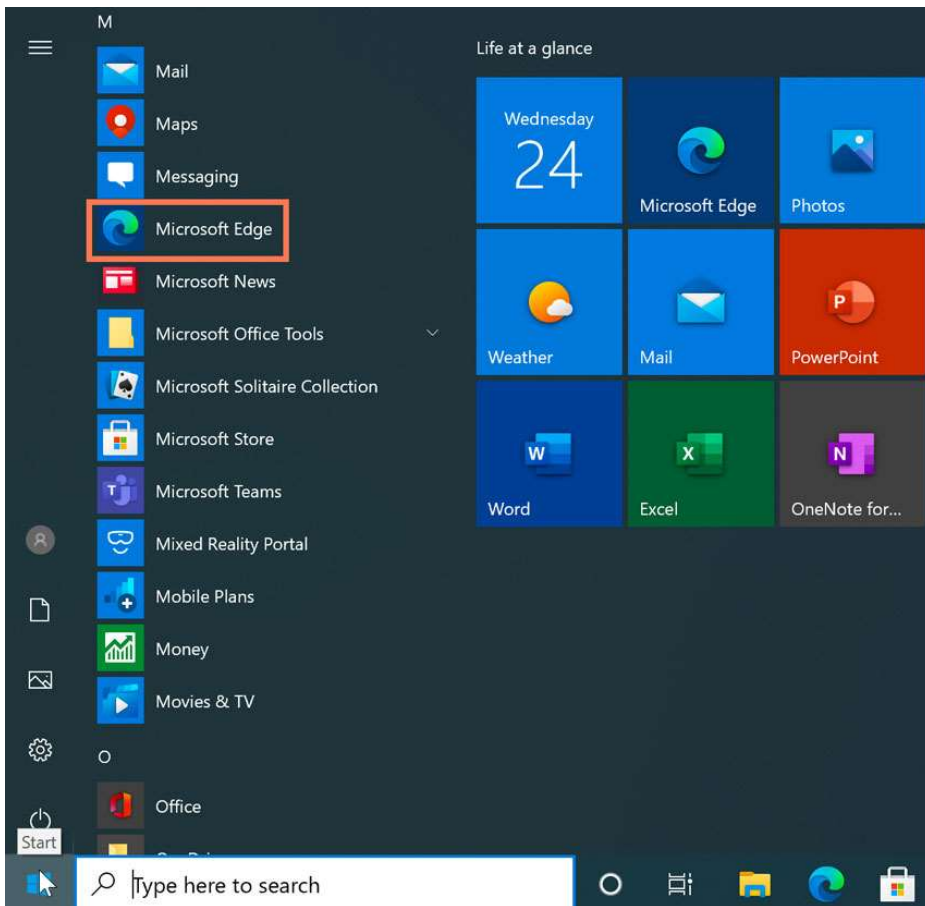 M
Mail
Maps
Messaging
Microsoft Edge
Microsoft News
Microsoft Office Tools
Microsoft Solitaire Collection
Microsoft Store
Microsoft Teams
Mixed Reality Portal
Mobile Plans
Money
Movies & TV
O
Office
Start
Type here to search
Life at a glance
Wednesday
24
Microsoft Edge
Photos
Weather
Mail
P
PowerPoint
W
Word
X
Excel
N
OneNote for...